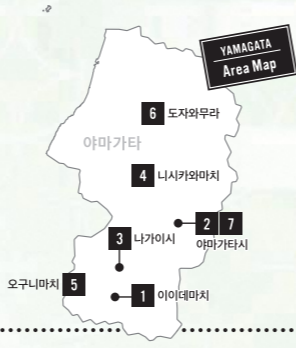 YAMAGATA
Area Map
6 도자와무라
야마가타
4 니시카와마치
2 7
야마가타시
3 나가이시
오구니마치 5
1 이이데마치